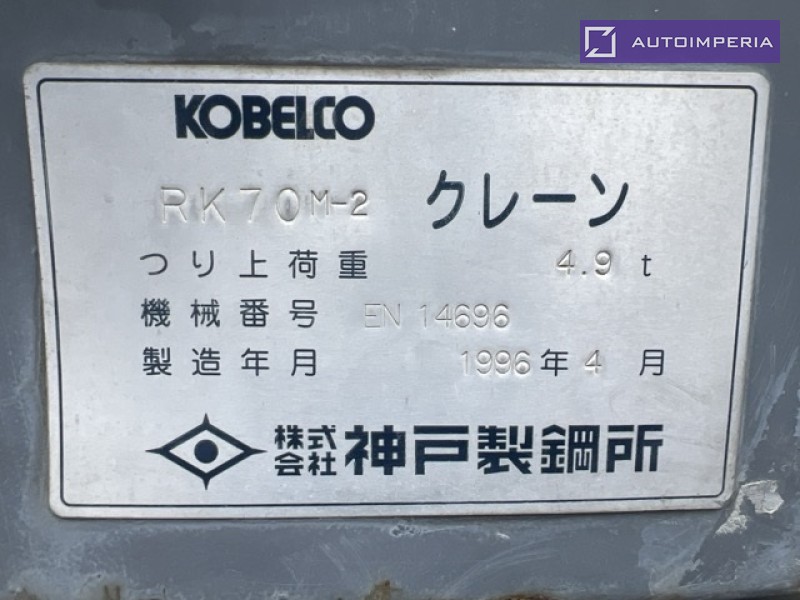 AUTOIMPERIA
KOBELCO
RK70M-2 クレーン
つり上荷重 4.9 t
機械番号 EN 14696
製造年月 1996年 4 月
株式会社 神戸製鋼所